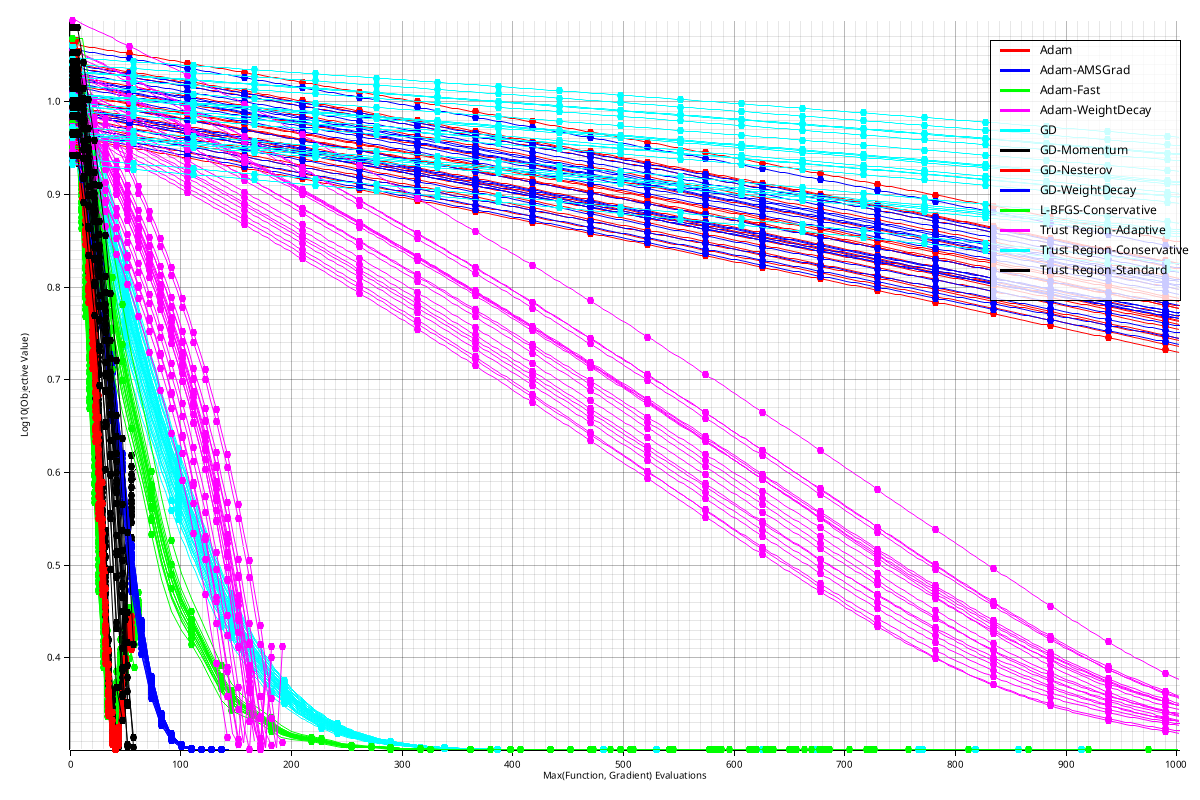 Adam
Adam-AMSGrad
Adam-Fast
Adam-WeightDecay
GD
GD-Momentum
GD-Nesterov
GD-WeightDecay
L-BFGS-Conservative
Trust Region-Adaptive
Trust Region-Conservative
Trust Region-Standard
Log10(Objective Value)
1.0
0.9
0.8
0.7
0.6
0.5
0.4
0 100 200 300 400 500 600 700 800 900 1000
Max(Function, Gradient) Evaluations